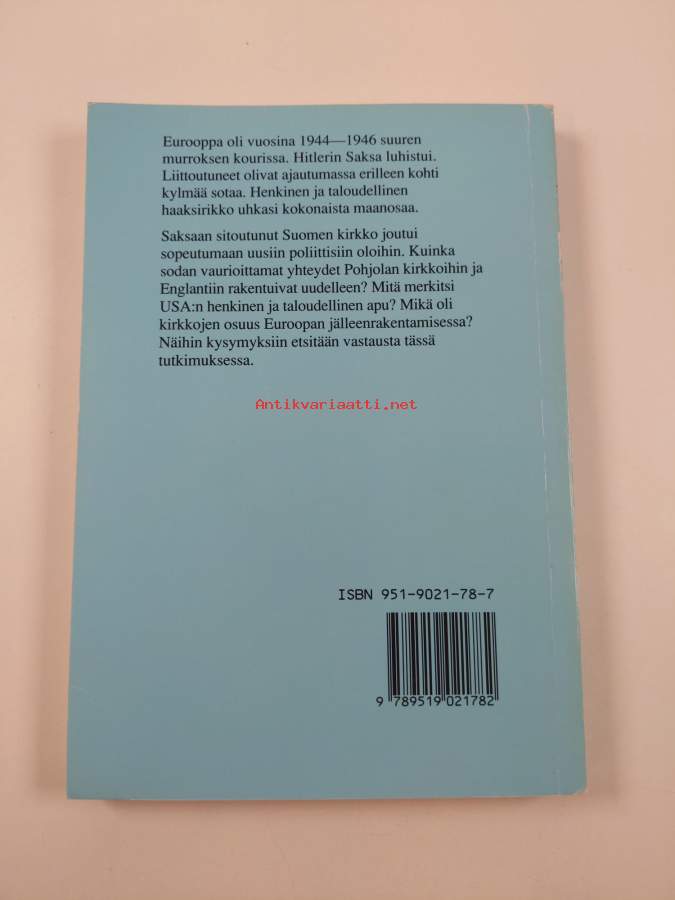 Eurooppa oli vuosina 1944—1946 suuren
murroksen kourissa. Hitlerin Saksa luhistui.
Liittoutuneet olivat ajautumassa erilleen kohti
kylmää sotaa. Henkinen ja taloudellinen
haaksirikko uhkasi kokonaista maanosaa.
Saksaan sitoutunut Suomen kirkko joutui
sopeutumaan uusiin poliittisiin oloihin. Kuinka
sodan vaurioittamat yhteydet Pohjolan kirkkoihin ja
Englantiin rakentuivat uudelleen? Mitä merkitsi
USA:n henkinen ja taloudellinen apu? Mikä oli
kirkkojen osuus Euroopan jälleenrakentamisessa?
Näihin kysymyksiin etsitään vastausta tässä
tutkimuksessa.
Antikvariaatti.net
ISBN 951-9021-78-7
9 789519 021782